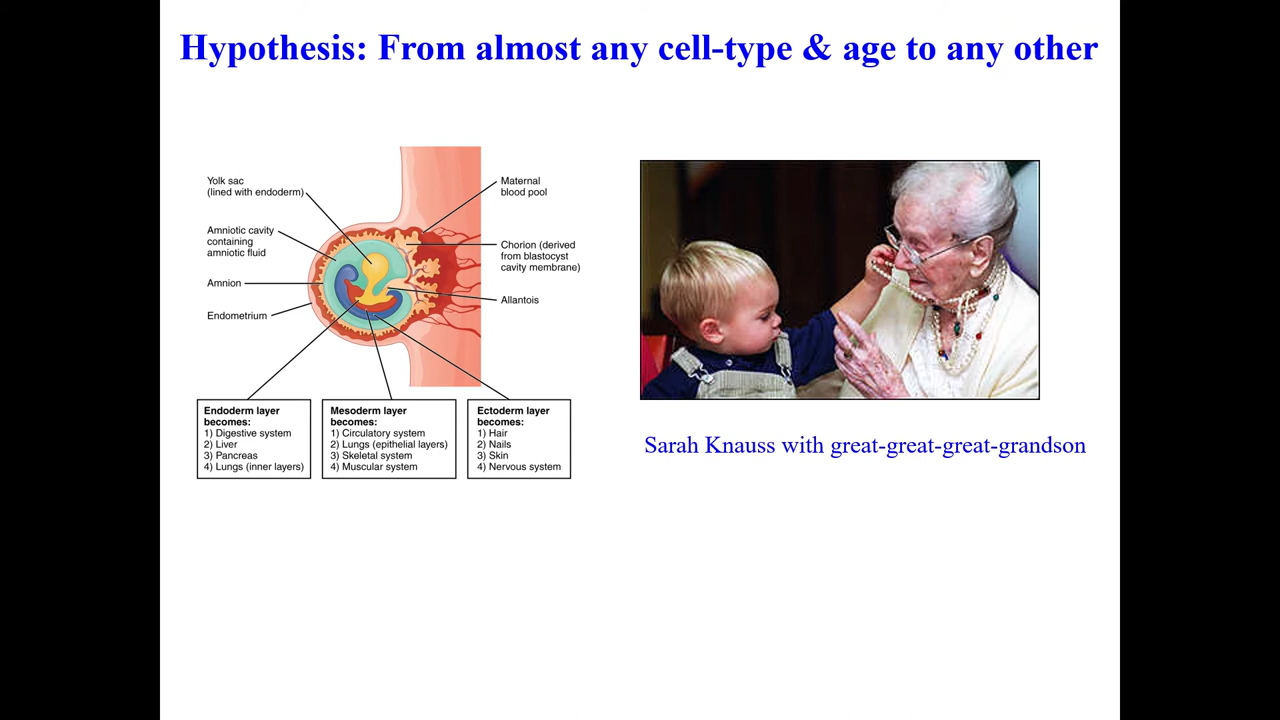 Hypothesis: From almost any cell-type & age to any other
Yolk sac
(lined with endoderm)
Amniotic cavity
containing
amniotic fluid
Amnion
Endometrium
Maternal
blood pool
Chorion (derived
from blastocyst
cavity membrane)
Allantois
Endoderm layer
becomes:
1) Digestive system
2) Liver
3) Pancreas
4) Lungs (inner layers)
Mesoderm layer
becomes:
1) Circulatory system
2) Lungs (epithelial layers)
3) Skeletal system
4) Muscular system
Ectoderm layer
becomes:
1) Hair
2) Nails
3) Skin
4) Nervous system
Sarah Knauss with great-great-great-grandson